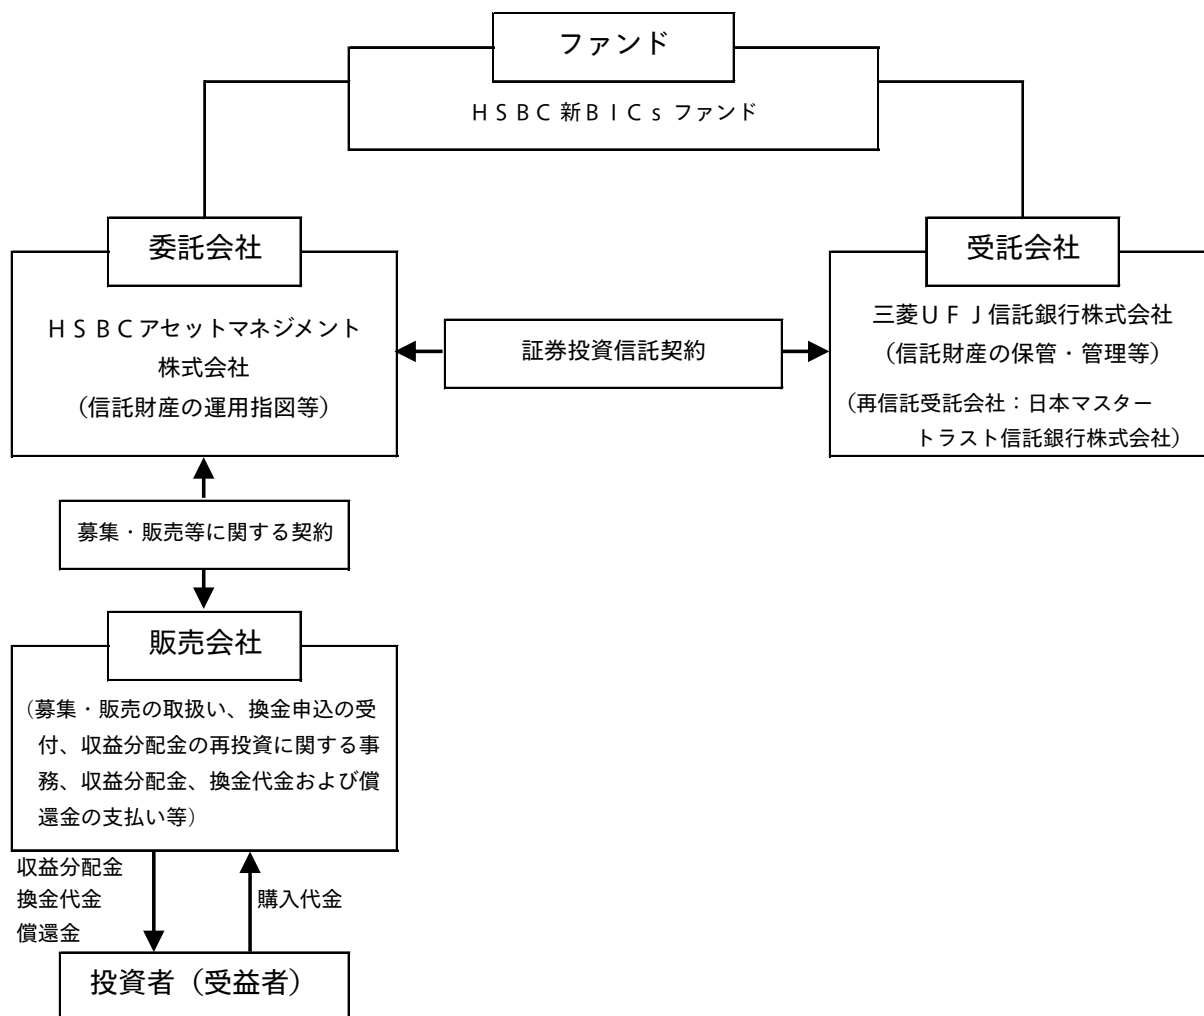 ファンド
ＨＳＢＣ新ＢＩＣｓ ファンド
委託会社
ＨＳＢＣアセットマネジメント
株式会社
（信託財産の運用指図等）
証券投資信託契約
受託会社
三菱ＵＦＪ信託銀行株式会社
（信託財産の保管・管理等）
（再信託受託会社：日本マスター
トラスト信託銀行株式会社）
募集・販売等に関する契約
販売会社
（募集・販売の取扱い、換金申込の受
付、収益分配金の再投資に関する事
務、収益分配金、換金代金および償
還金の支払い等）
収益分配金
換金代金
償還金
購入代金
投資者（受益者）